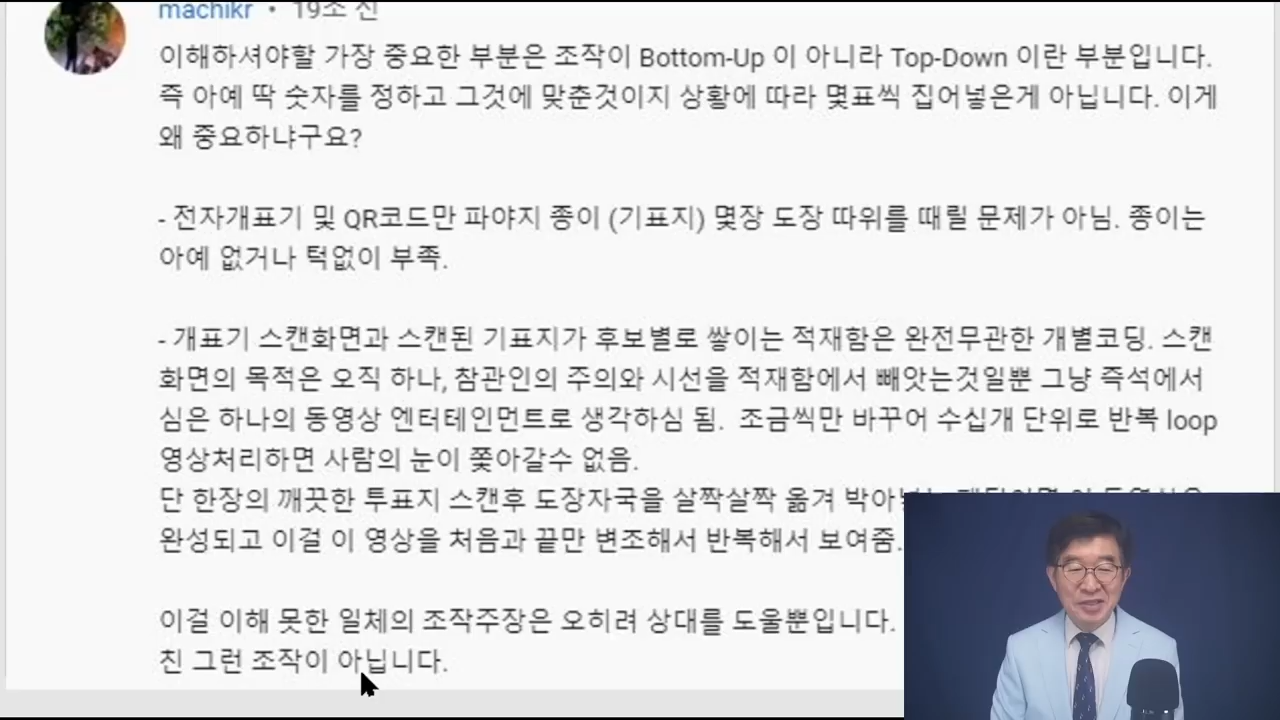 machikr • 19초 전
이해하셔야할 가장 중요한 부분은 조작이 Bottom-Up 이 아니라 Top-Down 이란 부분입니다.
즉 아예 딱 숫자를 정하고 그것에 맞춘것이지 상황에 따라 몇표씩 집어넣은게 아닙니다. 이게
왜 중요하냐구요?
- 전자개표기 및 QR코드만 파야지 종이 (기표지) 몇장 도장 따위를 때릴 문제가 아님. 종이는
아예 없거나 턱없이 부족.
- 개표기 스캔화면과 스캔된 기표지가 후보별로 쌓이는 적재함은 완전무관한 개별코딩. 스캔
화면의 목적은 오직 하나, 참관인의 주의와 시선을 적재함에서 빼앗는것일뿐 그냥 즉석에서
심은 하나의 동영상 엔터테인먼트로 생각하심 됨. 조금씩만 바꾸어 수십개 단위로 반복 loop
영상처리하면 사람의 눈이 쫓아갈수 없음.
단 한장의 깨끗한 투표지 스캔후 도장자국을 살짝살짝 옮겨 박아
완성되고 이걸 이 영상을 처음과 끝만 변조해서 반복해서 보여줌.
이걸 이해 못한 일체의 조작주장은 오히려 상대를 도울뿐입니다.
친 그런 조작이 아닙니다.